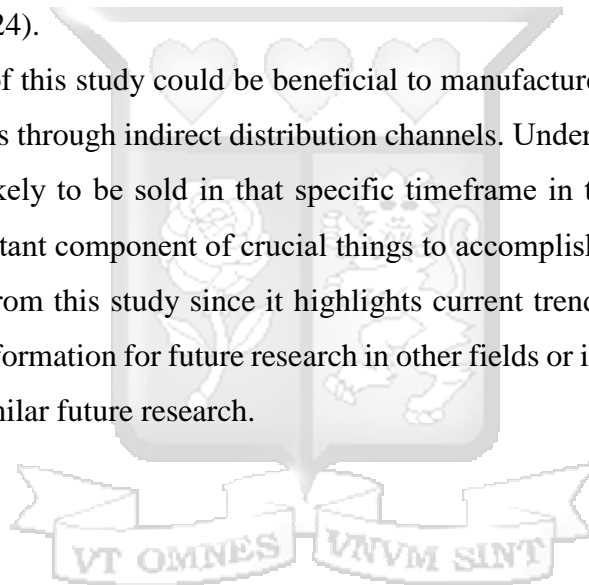 24).
of this study could be beneficial to manufacture
s through indirect distribution channels. Under
kely to be sold in that specific timeframe in t
tant component of crucial things to accomplish
rom this study since it highlights current trend
formation for future research in other fields or i
milar future research.
VT OMNES VNVM SINT